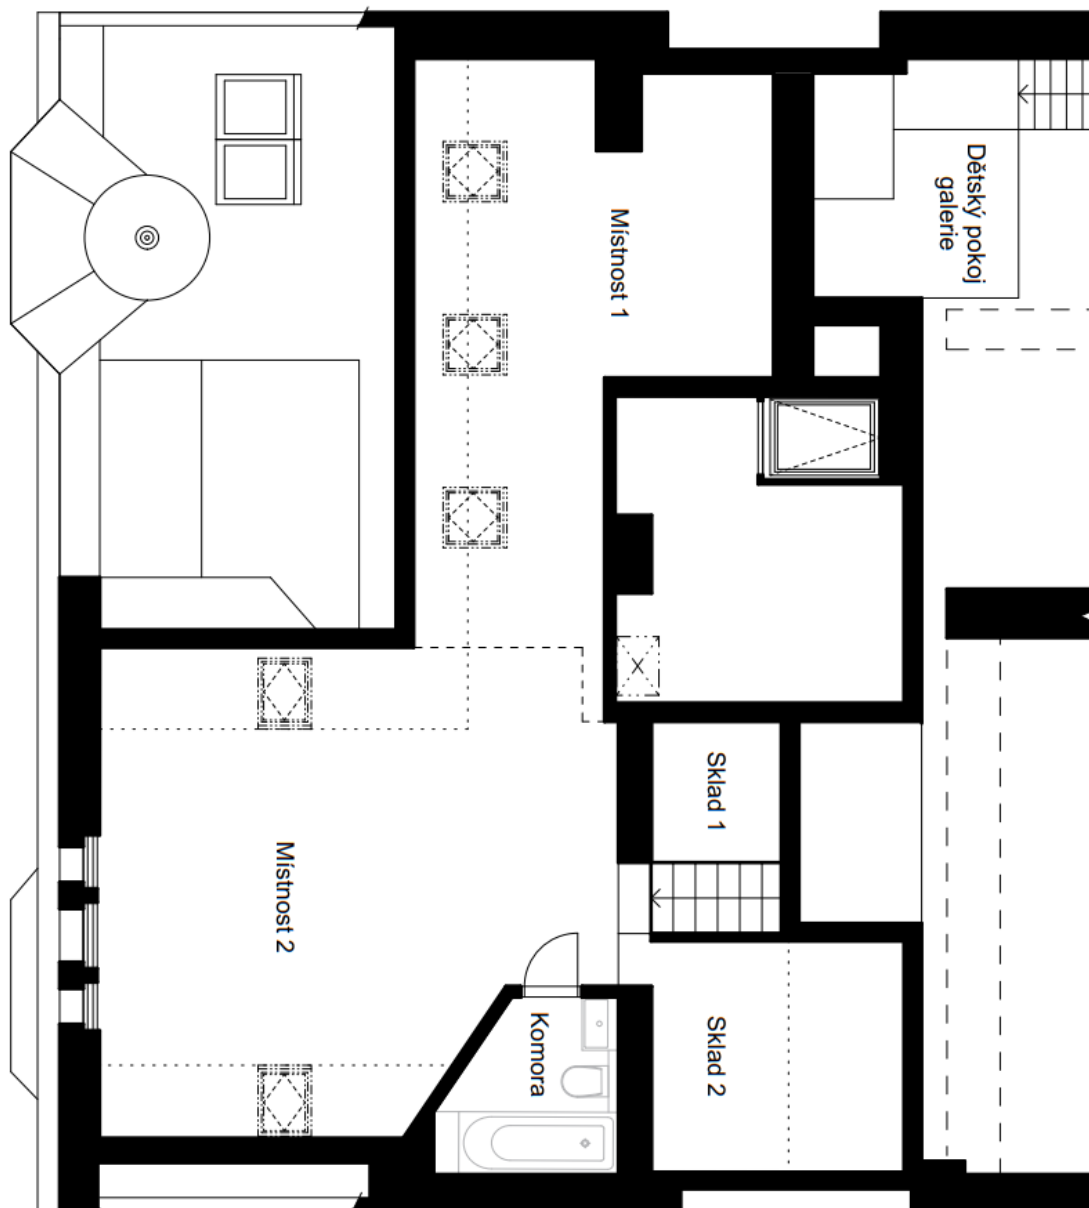 Dětský pokoj
galerie
Místnost 1
Sklad 1
Místnost 2
Komora
Sklad 2